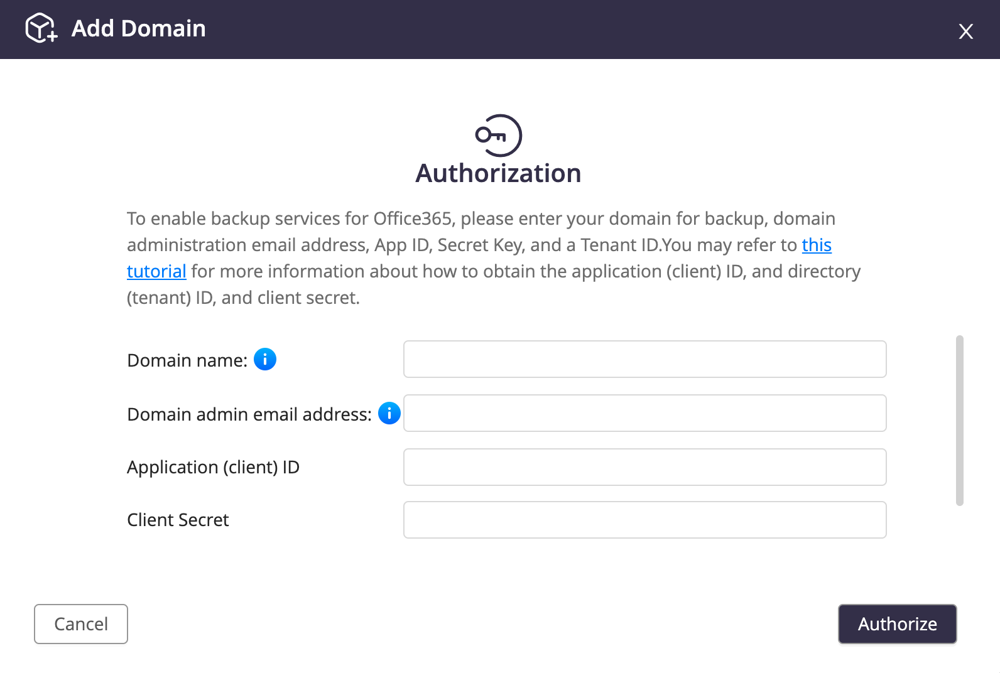 Add Domain
X
Authorization
To enable backup services for Office365, please enter your domain for backup, domain
administration email address, App ID, Secret Key, and a Tenant ID.You may refer to this
tutorial for more information about how to obtain the application (client) ID, and directory
(tenant) ID, and client secret.
Domain name: i
Domain admin email address: i
Application (client) ID
Client Secret
Cancel
Authorize